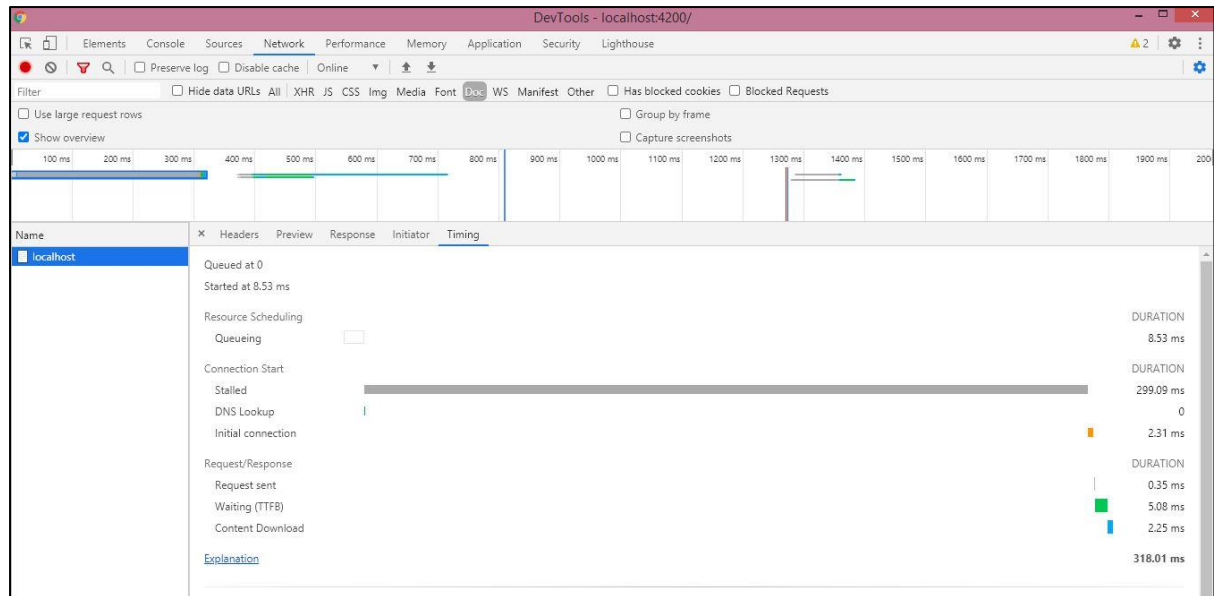 DevTools - localhost:4200/
Elements Console Sources Network Performance Memory Application Security Lighthouse 2
Preserve log Disable cache Online
Filter Hide data URLs All XHR JS CSS Img Media Font Doc WS Manifest Other Has blocked cookies Blocked Requests
Use large request rows Group by frame
Show overview Capture screenshots
100 ms 200 ms 300 ms 400 ms 500 ms 600 ms 700 ms 800 ms 900 ms 1000 ms 1100 ms 1200 ms 1300 ms 1400 ms 1500 ms 1600 ms 1700 ms 1800 ms 1900 ms 200
Name × Headers Preview Response Initiator Timing
localhost
Queued at 0
Started at 8.53 ms
Resource Scheduling DURATION
Queueing 8.53 ms
Connection Start DURATION
Stalled 299.09 ms
DNS Lookup 0
Initial connection 2.31 ms
Request/Response DURATION
Request sent 0.35 ms
Waiting (TTFB) 5.08 ms
Content Download 2.25 ms
Explanation 318.01 ms